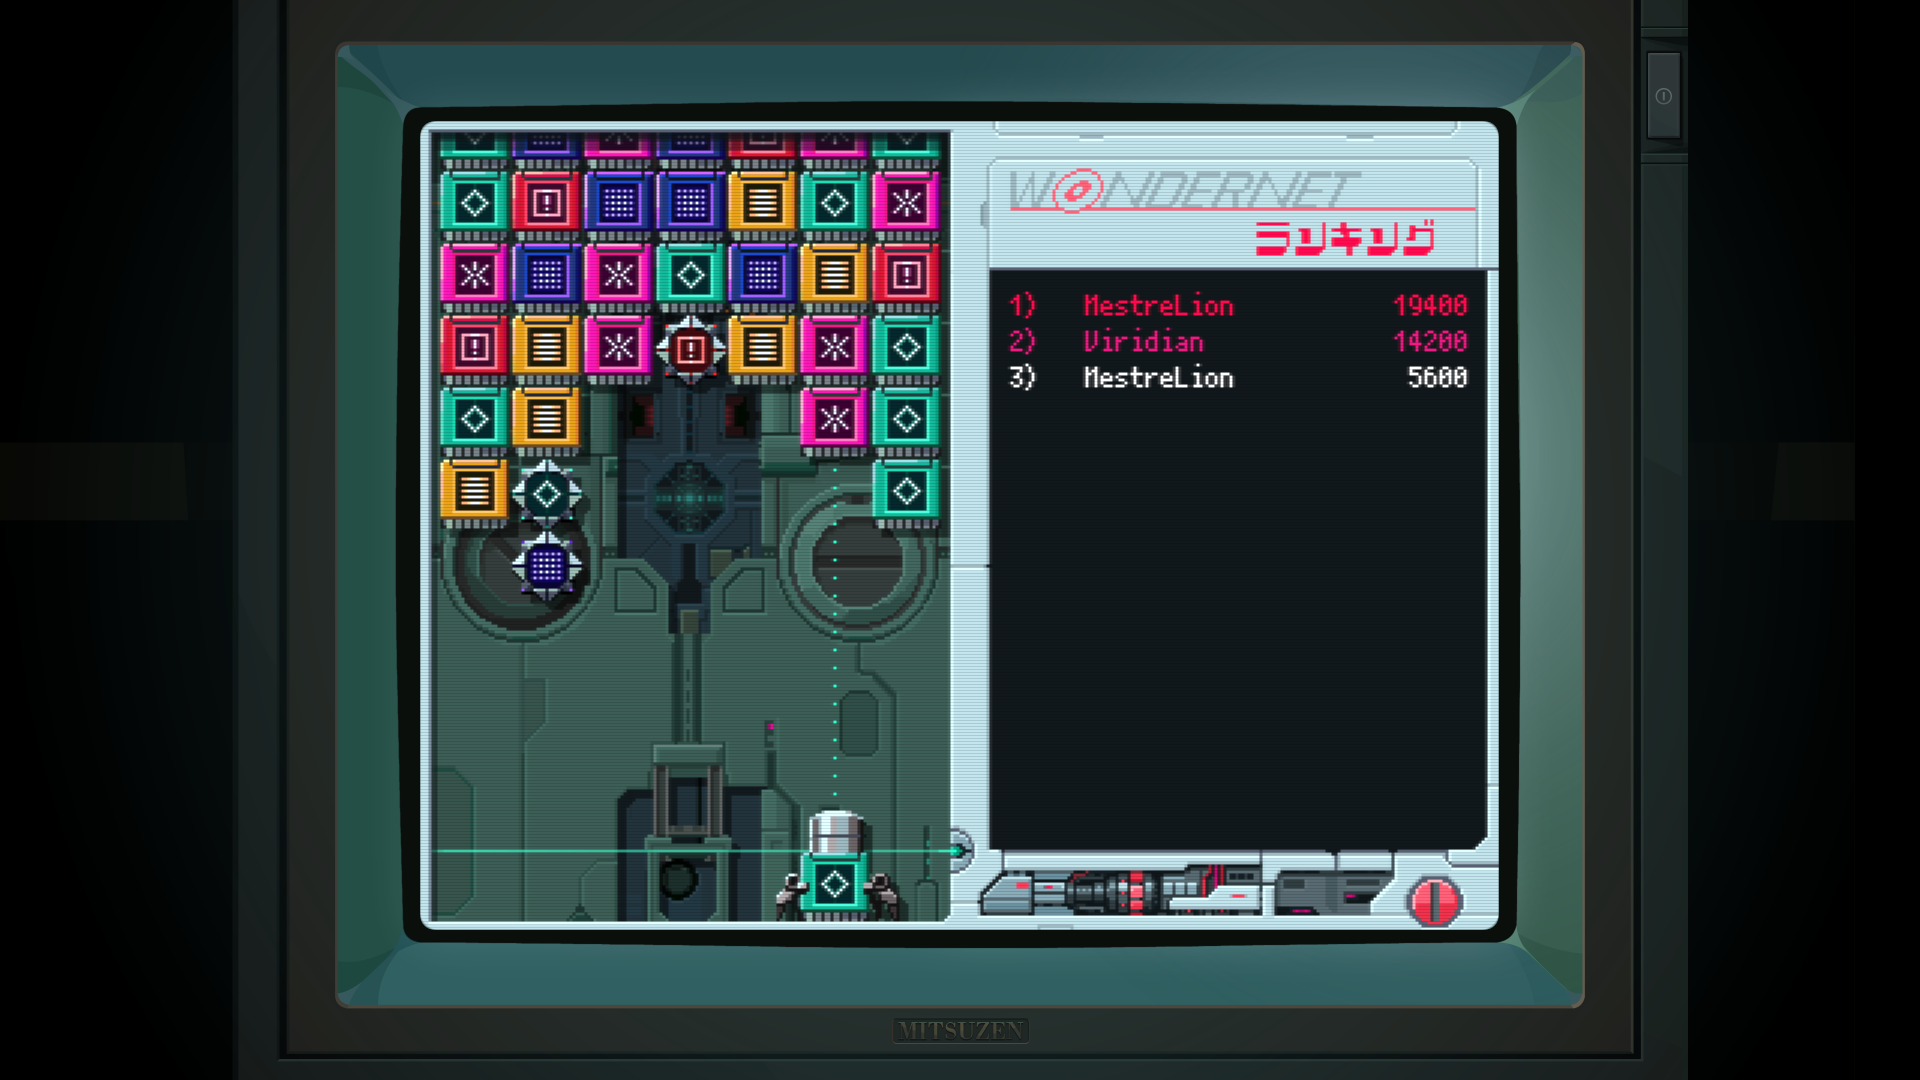 WONDERNET
ランキング
1) MestreLion 19400
2) Viridian 14200
3) MestreLion 5600
MITSUZEN